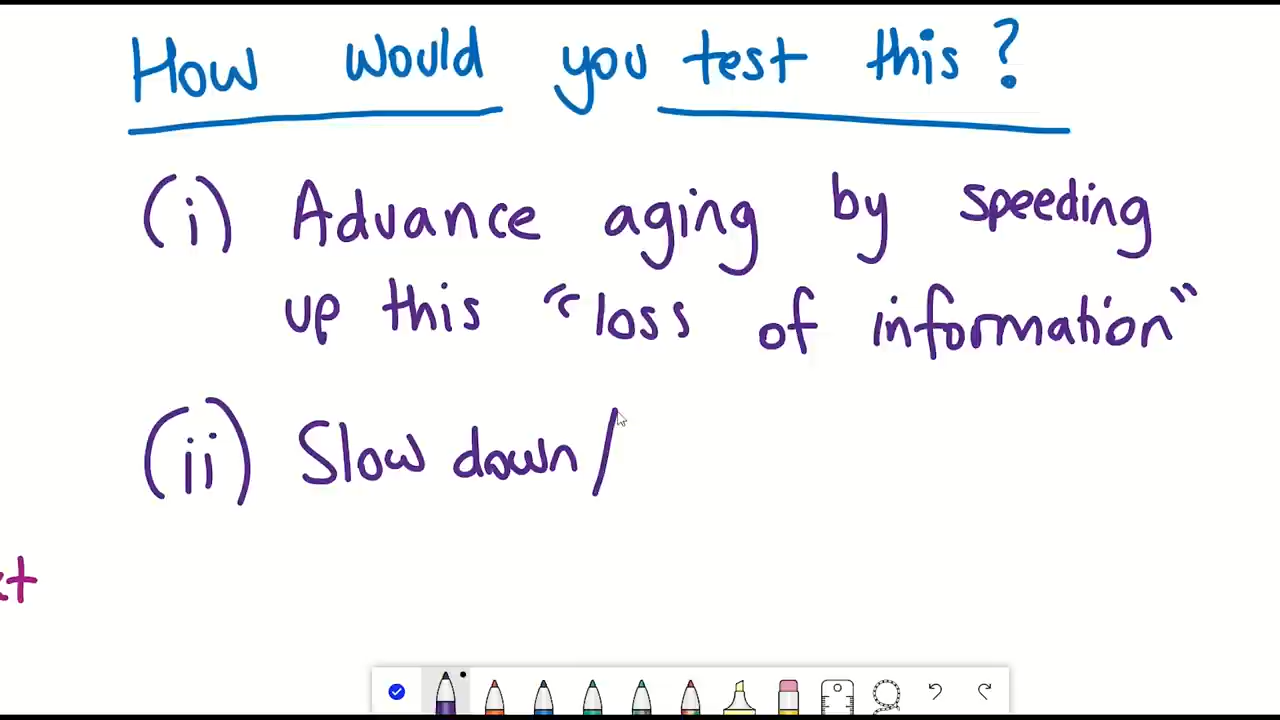 How would you test this?
(i) Advance aging by speeding
up this "loss of information"
(ii) Slow down/